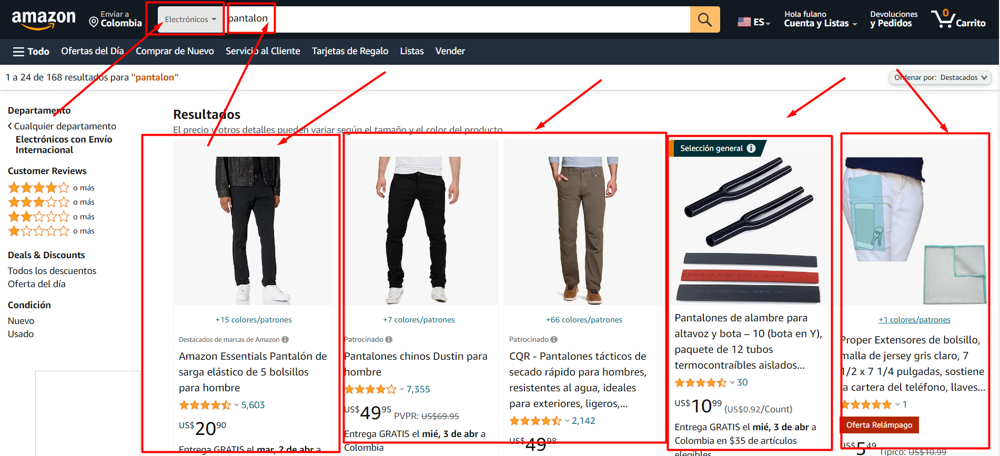 amazon
Enviar a
Colombia
Electrónicos
pantalon
ES
Hola fulano
Cuenta y Listas
Devoluciones
y Pedidos
0
Carrito
Todo
Ofertas del Día
Comprar de Nuevo
Servicio al Cliente
Tarjetas de Regalo
Listas
Vender
1 a 24 de 168 resultados para "pantalon"
Ordenar por: Destacados
Departamento
Cualquier departamento
Electrónicos con Envío
Internacional
Customer Reviews
o más
o más
o más
o más
Deals & Discounts
Todos los descuentos
Oferta del día
Condición
Nuevo
Usado
Resultados
El precio y otros detalles pueden variar según el tamaño y el color del producto
+15 colores/patrones
Destacados de marcas de Amazon
Amazon Essentials Pantalón de
sarga elástico de 5 bolsillos
para hombre
5,603
US$20 90
Entrega GRATIS el mar, 2 de abr a
+7 colores/patrones
Patrocinado
Pantalones chinos Dustin para
hombre
7,355
US$49 95 PVPR: US$69.95
Entrega GRATIS el mié, 3 de abr a
Colombia
+66 colores/patrones
Patrocinado
CQR - Pantalones tácticos de
secado rápido para hombres,
resistentes al agua, ideales
para exteriores, ligeros,...
2,142
US$49 98
Selección general
Pantalones de alambre para
altavoz y bota – 10 (bota en Y),
paquete de 12 tubos
termocontraíbles aislados...
30
US$10 99 (US$0.92/Count)
Entrega GRATIS el mié, 3 de abr a
Colombia en $35 de artículos
elegibles
+1 colores/patrones
Proper Extensores de bolsillo,
malla de jersey gris claro, 7
1/2 x 7 1/4 pulgadas, sostiene
la cartera del teléfono, llaves...
1
Oferta Relámpago
US$5 49 Típico: US$10.99